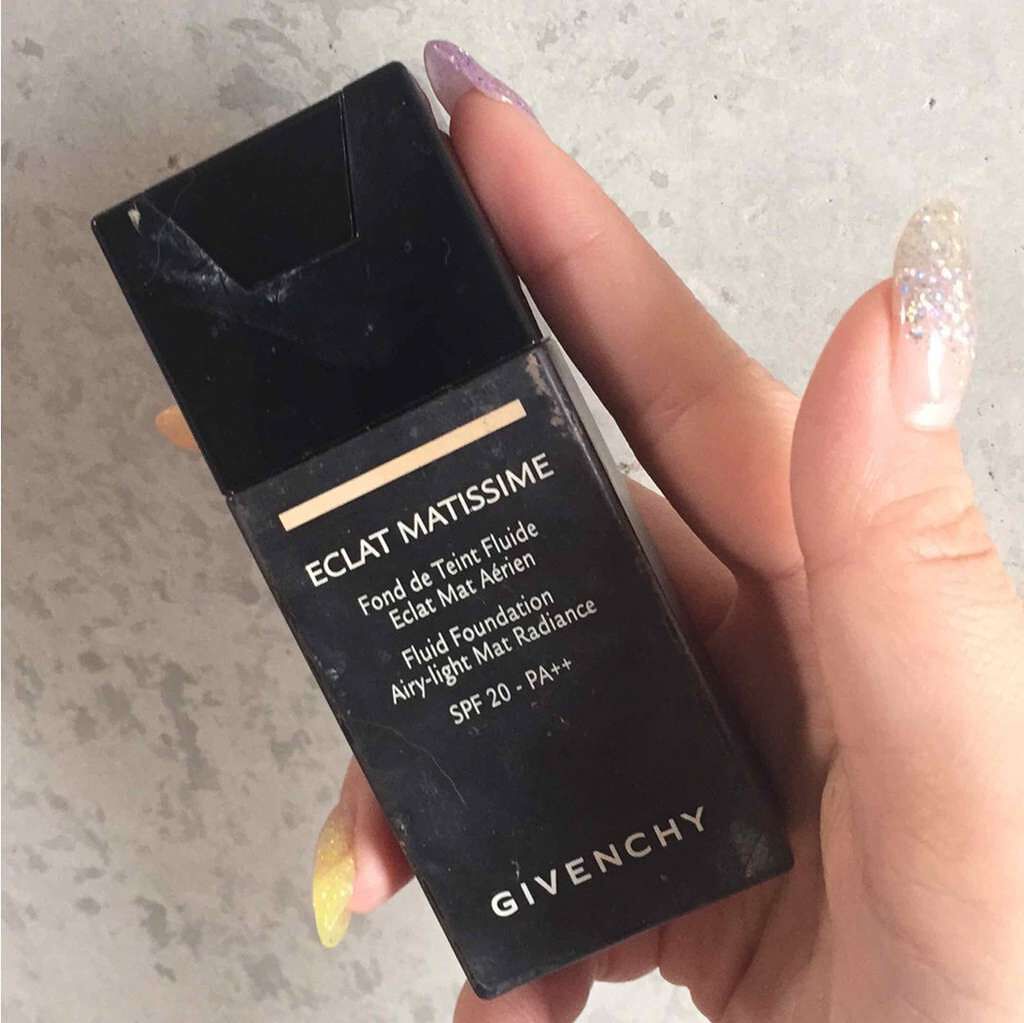 ECLAT MATISSIME
Fond de Teint Fluide
Eclat Mat Aérien
Fluid Foundation
Airy-light Mat Radiance
SPF 20 - PA++
GIVENCHY